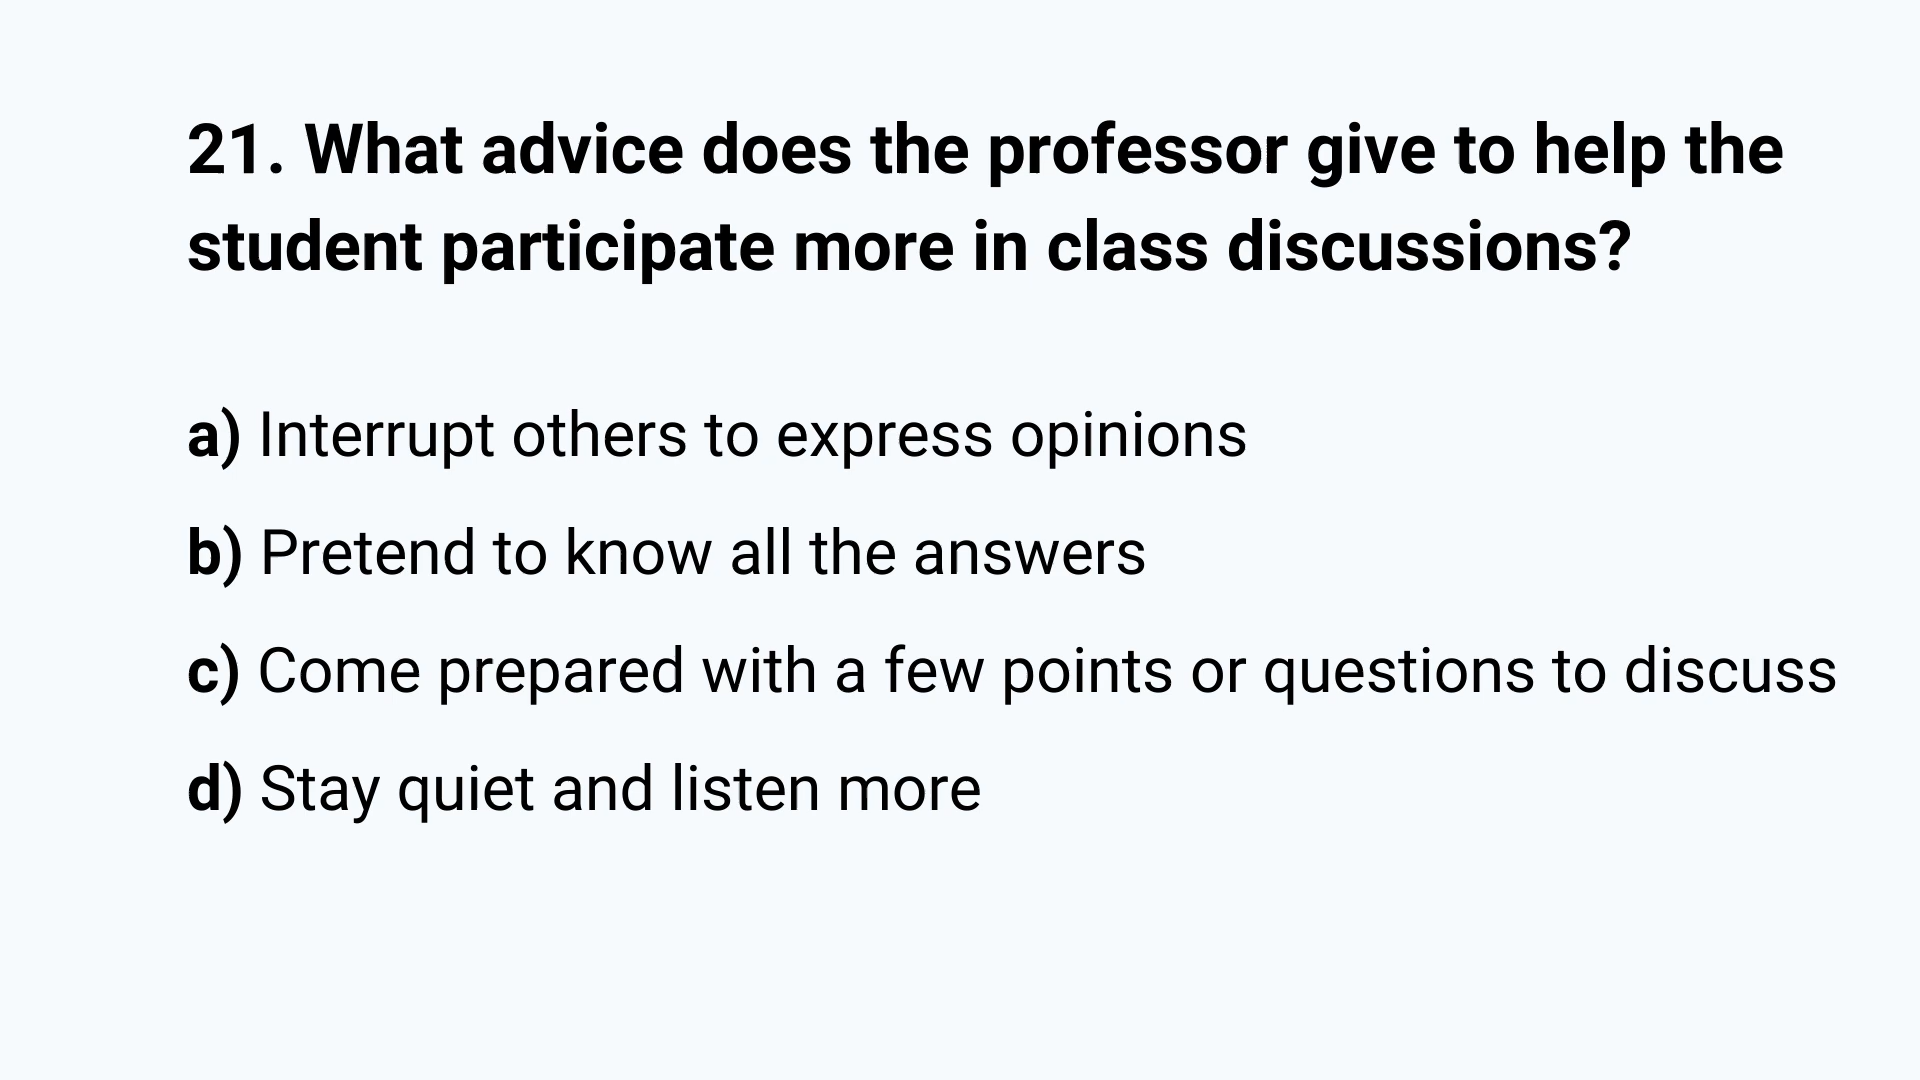 21. What advice does the professor give to help the
student participate more in class discussions?
a) Interrupt others to express opinions
b) Pretend to know all the answers
c) Come prepared with a few points or questions to discuss
d) Stay quiet and listen more